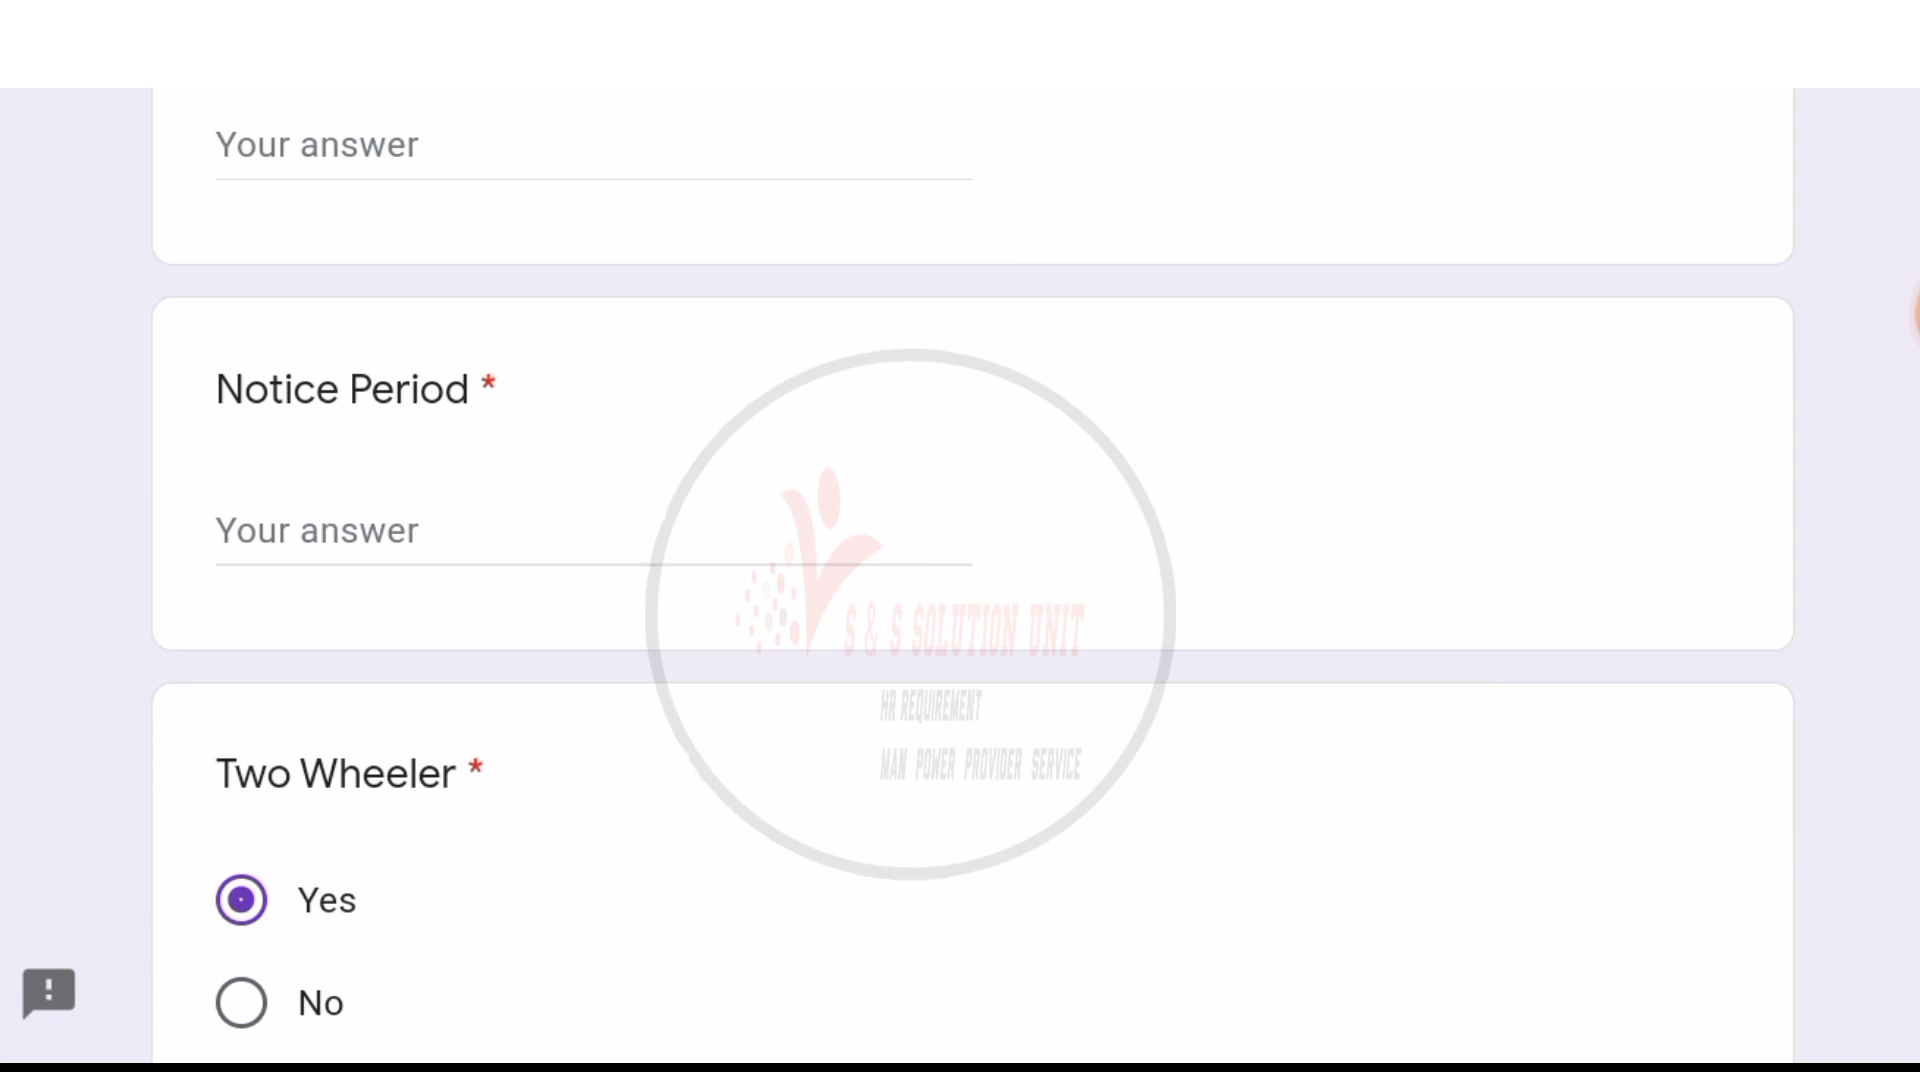 Your answer
Notice Period *
Your answer
S & S SOLUTION UNIT
HR REQUIREMENT
MAN POWER PROVIDER SERVICE
Two Wheeler *
Yes
No